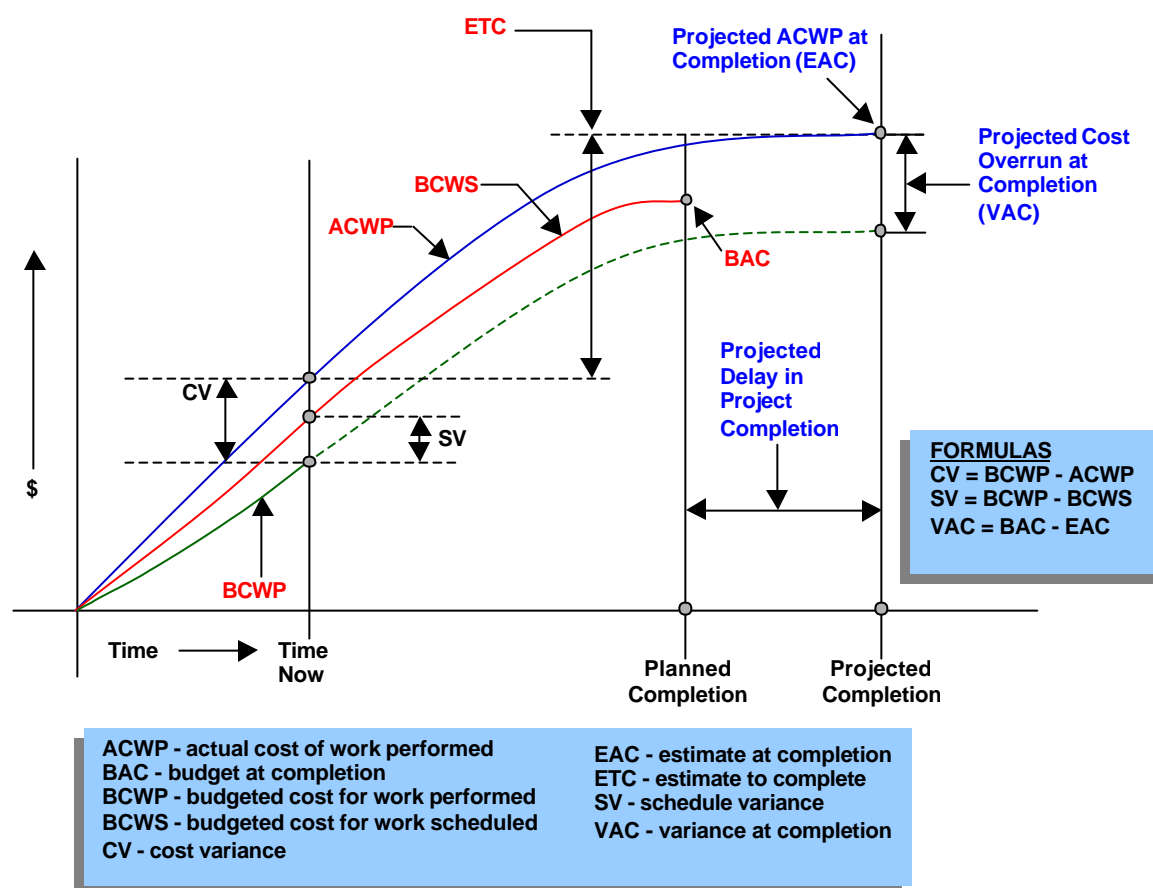 ETC
Projected ACWP at
Completion (EAC)
Projected Cost
Overrun at
Completion
(VAC)
BCWS
ACWP
BAC
Projected
Delay in
Project
Completion
CV
SV
$
BCWP
FORMULAS
CV = BCWP - ACWP
SV = BCWP - BCWS
VAC = BAC - EAC
Time
Time
Now
Planned
Completion
Projected
Completion
ACWP - actual cost of work performed
BAC - budget at completion
BCWP - budgeted cost for work performed
BCWS - budgeted cost for work scheduled
CV - cost variance
EAC - estimate at completion
ETC - estimate to complete
SV - schedule variance
VAC - variance at completion